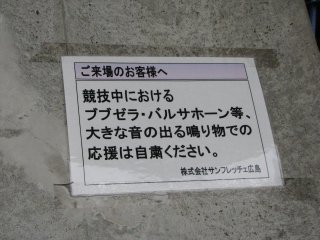 ご来場のお客様へ
競技中における
ブブゼラ・バルサホーン等、
大きな音の出る鳴り物での
応援は自粛ください。
株式会社サンフレッチェ広島